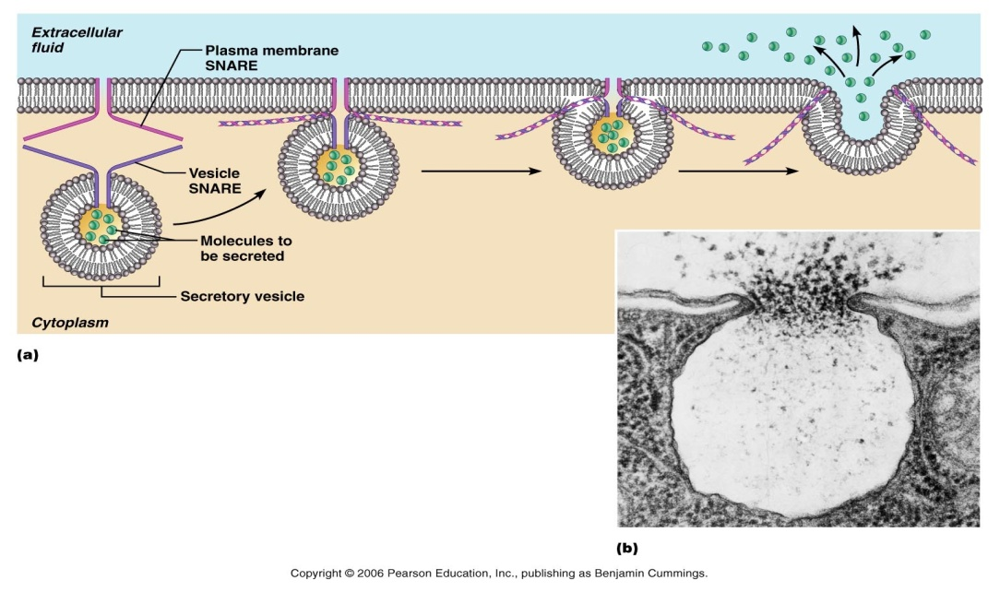 Extracellular
fluid
Plasma membrane
SNARE
Vesicle
SNARE
Molecules to
be secreted
Secretory vesicle
Cytoplasm
(a)
(b)
Copyright © 2006 Pearson Education, Inc., publishing as Benjamin Cummings.